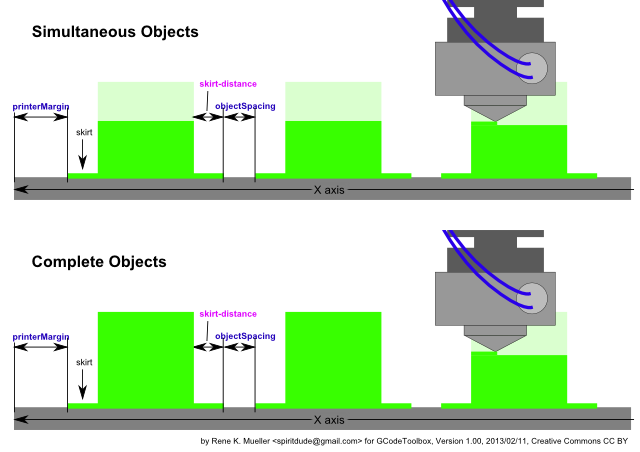 Simultaneous Objects
skirt-distance
printerMargin
objectSpacing
skirt
X axis
Complete Objects
skirt-distance
printerMargin
objectSpacing
skirt
X axis
by Rene K. Mueller <spiritdude@gmail.com> for GCodeToolbox, Version 1.00, 2013/02/11, Creative Commons CC BY